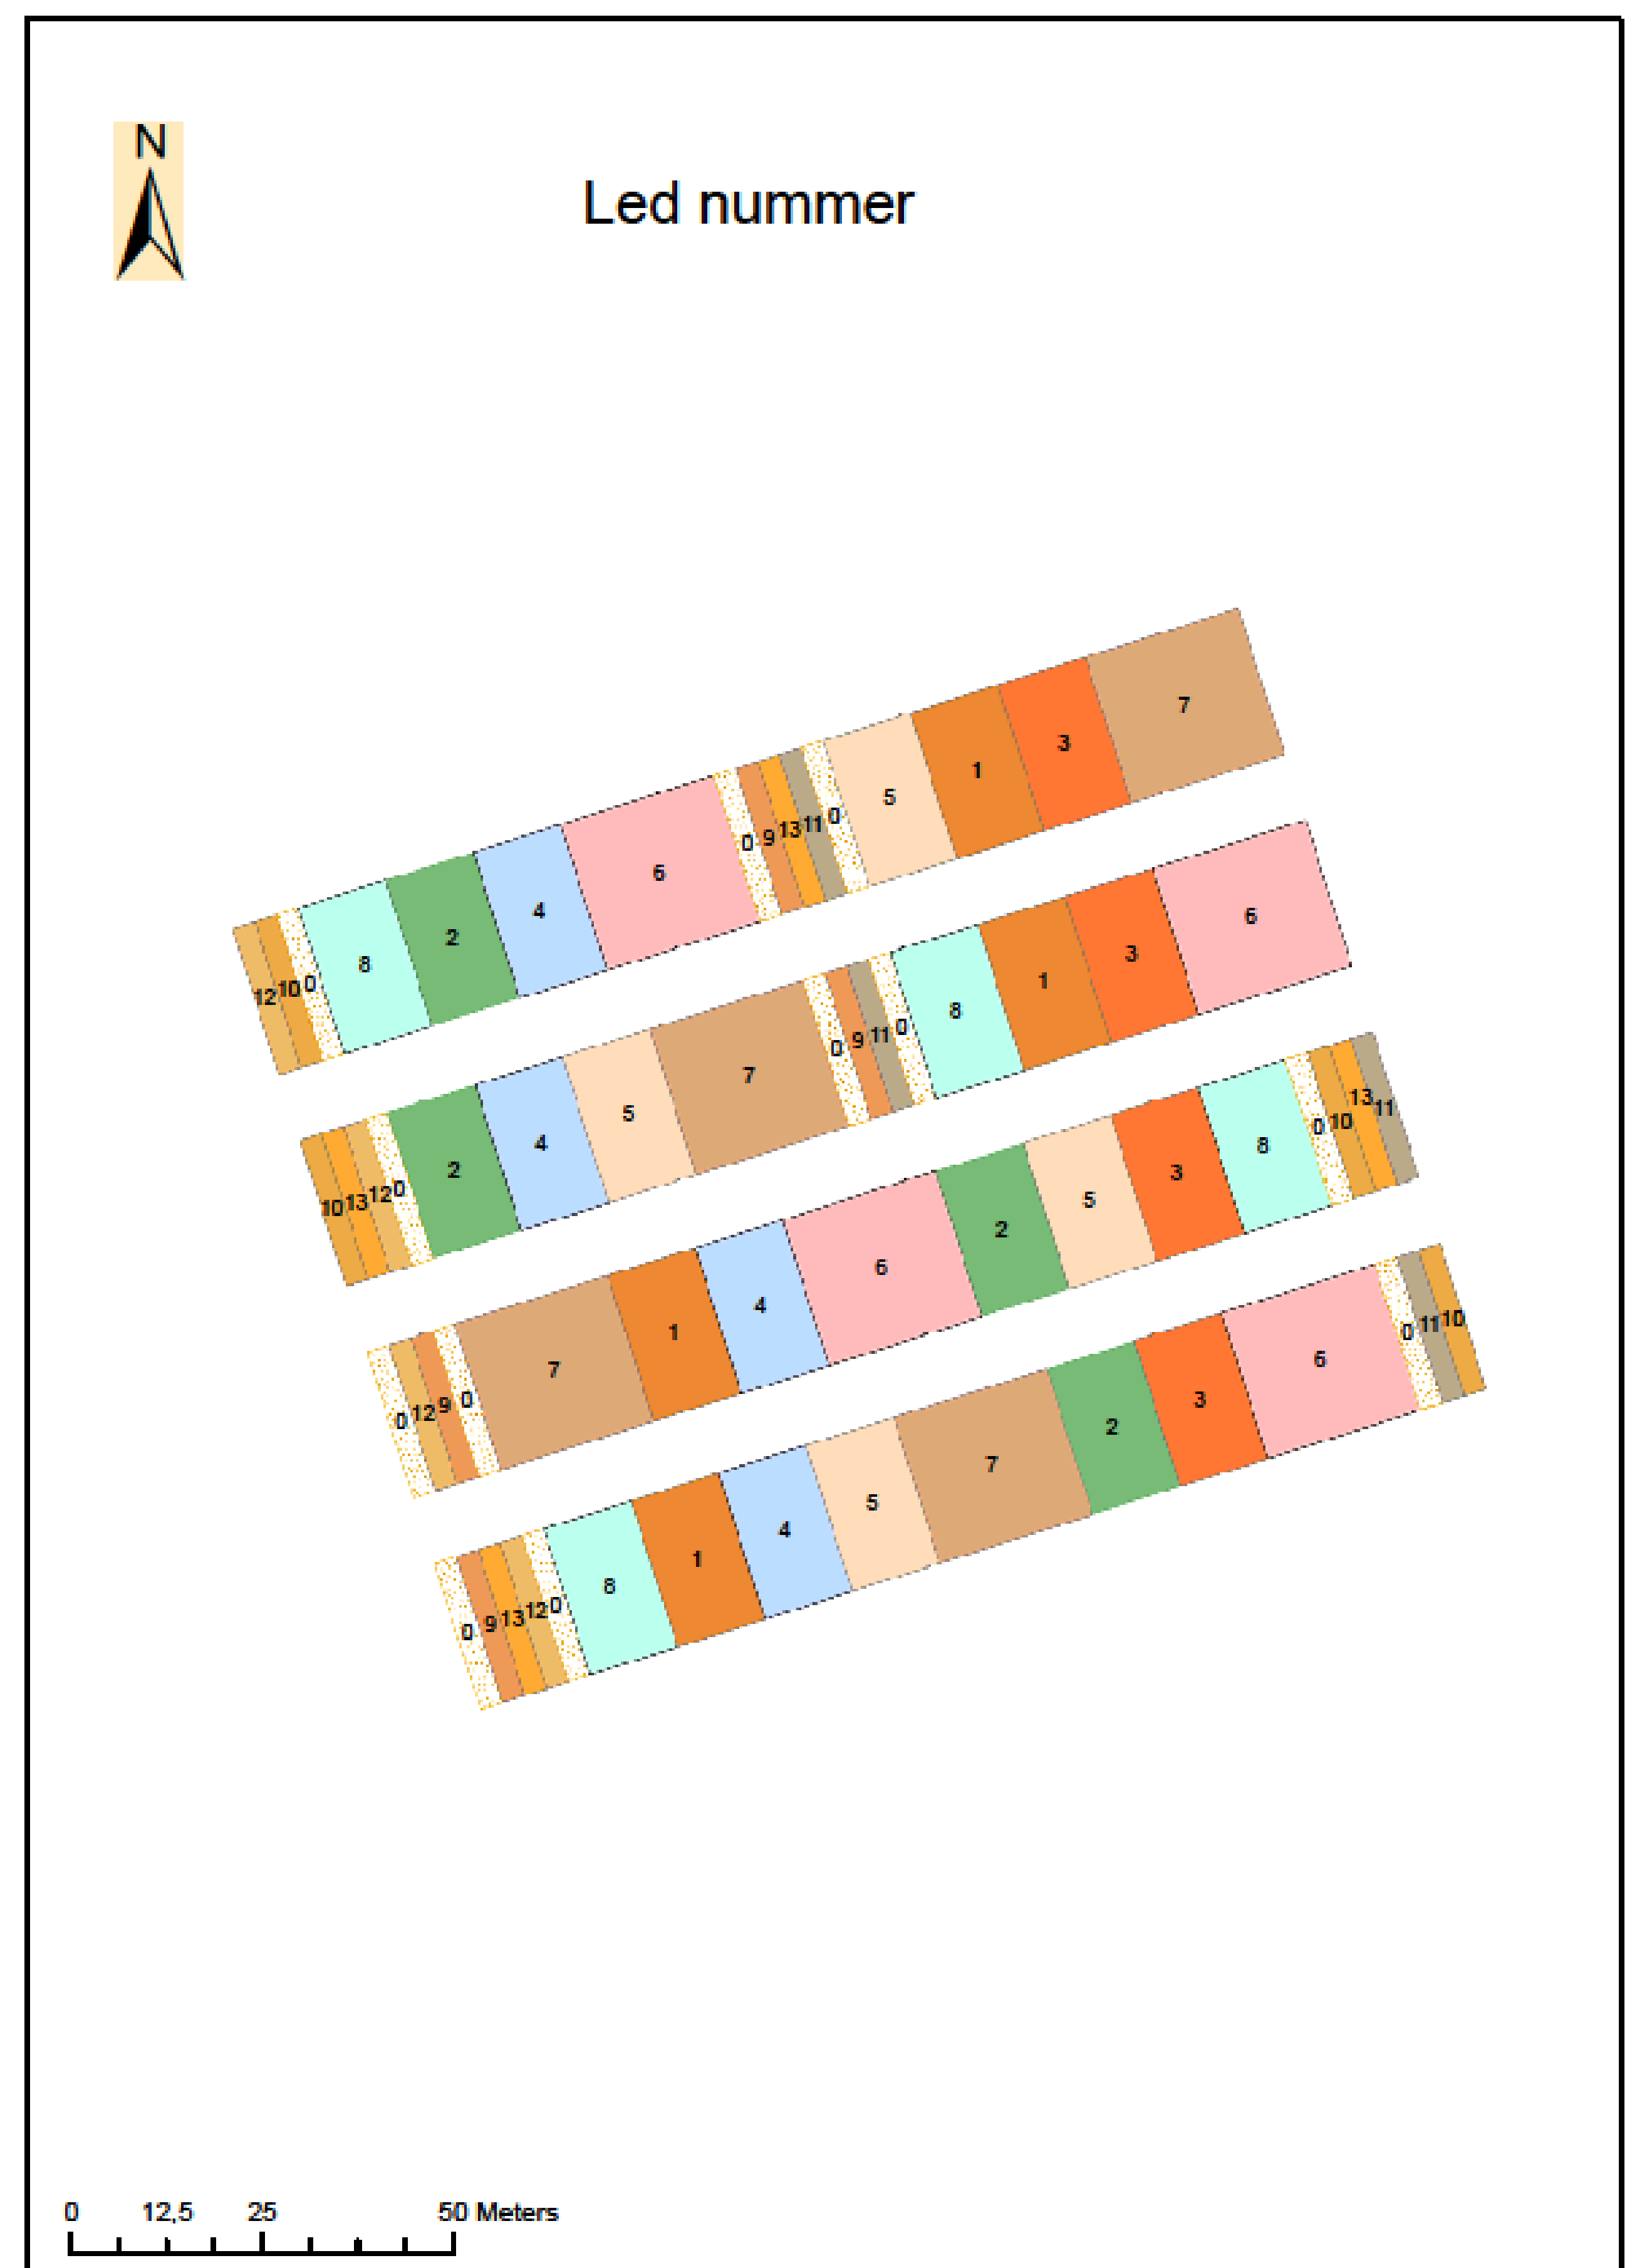 N
Led nummer
12 10 0 8 2 4 6 0 9 13 11 0 5 1 3 7
10 13 12 0 2 4 5 7 0 9 11 0 8 1 3 6
0 12 9 0 7 1 4 6 2 5 3 8 0 10 13 11
0 9 13 12 0 8 1 4 5 7 2 3 6 0 11 10
0 12,5 25 50 Meters